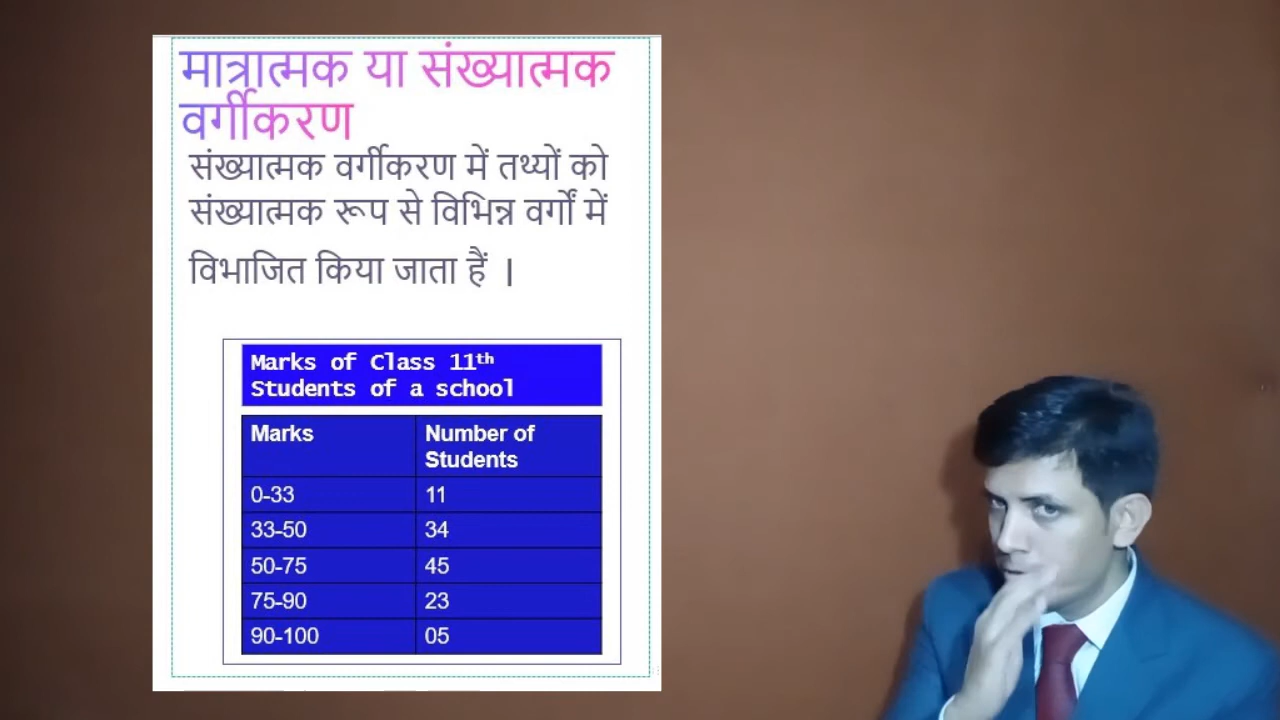 मात्रात्मक या संख्यात्मक
वर्गीकरण
संख्यात्मक वर्गीकरण में तथ्यों को
संख्यात्मक रूप से विभिन्न वर्गों में
विभाजित किया जाता हैं ।
Marks of Class 11th
Students of a school
Marks
Number of
Students
0-33 11
33-50 34
50-75 45
75-90 23
90-100 05